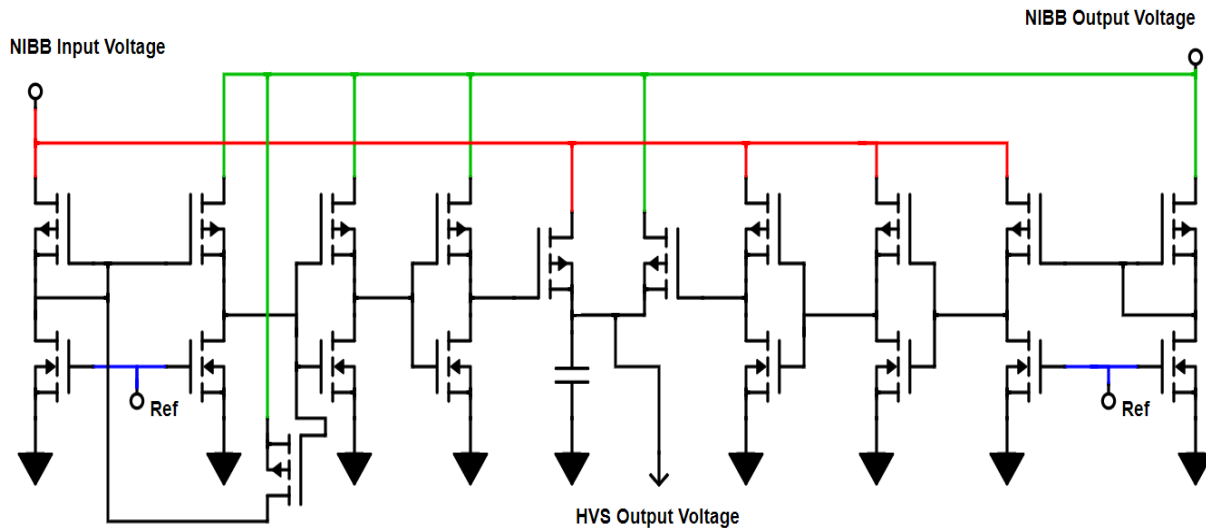 NIBB Output Voltage
NIBB Input Voltage
Ref
Ref
HVS Output Voltage